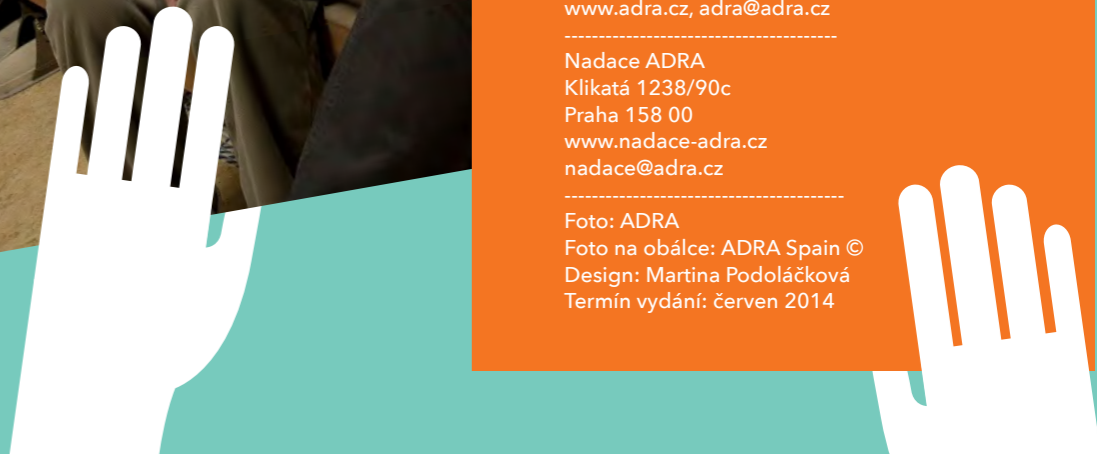 www.adra.cz, adra@adra.cz
-----------------------------------------
Nadace ADRA
Klikatá 1238/90c
Praha 158 00
www.nadace-adra.cz
nadace@adra.cz
------------------------------------------
Foto: ADRA
Foto na obálce: ADRA Spain ©
Design: Martina Podoláčková
Termín vydání: červen 2014